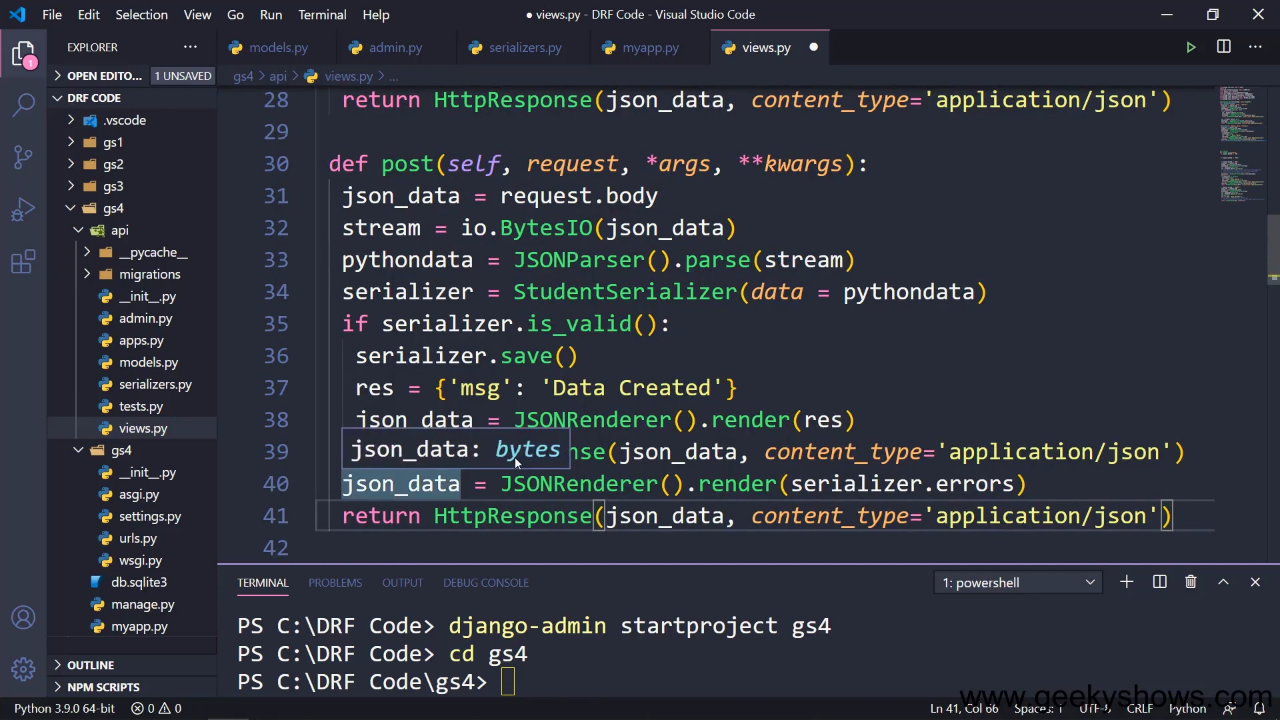 File Edit Selection View Go Run Terminal Help
● views.py - DRF Code - Visual Studio Code
EXPLORER
models.py admin.py serializers.py myapp.py views.py
OPEN EDITO... 1 UNSAVED
gs4 > api > views.py > ...
DRF CODE
.vscode
gs1
gs2
gs3
gs4
api
__pycache__
migrations
__init__.py
admin.py
apps.py
models.py
serializers.py
tests.py
views.py
gs4
__init__.py
asgi.py
settings.py
urls.py
wsgi.py
db.sqlite3
manage.py
myapp.py
OUTLINE
NPM SCRIPTS
28 return HttpResponse(json_data, content_type='application/json')
29
30 def post(self, request, *args, **kwargs):
31 json_data = request.body
32 stream = io.BytesIO(json_data)
33 pythondata = JSONParser().parse(stream)
34 serializer = StudentSerializer(data = pythondata)
35 if serializer.is_valid():
36 serializer.save()
37 res = {'msg': 'Data Created'}
38 json_data = JSONRenderer().render(res)
json_data: bytes
39 nse(json_data, content_type='application/json')
40 json_data = JSONRenderer().render(serializer.errors)
41 return HttpResponse(json_data, content_type='application/json')
42
TERMINAL PROBLEMS OUTPUT DEBUG CONSOLE 1: powershell
PS C:\DRF Code> django-admin startproject gs4
PS C:\DRF Code> cd gs4
PS C:\DRF Code\gs4>
www.geekyshows.com
Python 3.9.0 64-bit 0 0 Ln 41, Col 66 Spaces: 1 UTF-8 CRLF Python